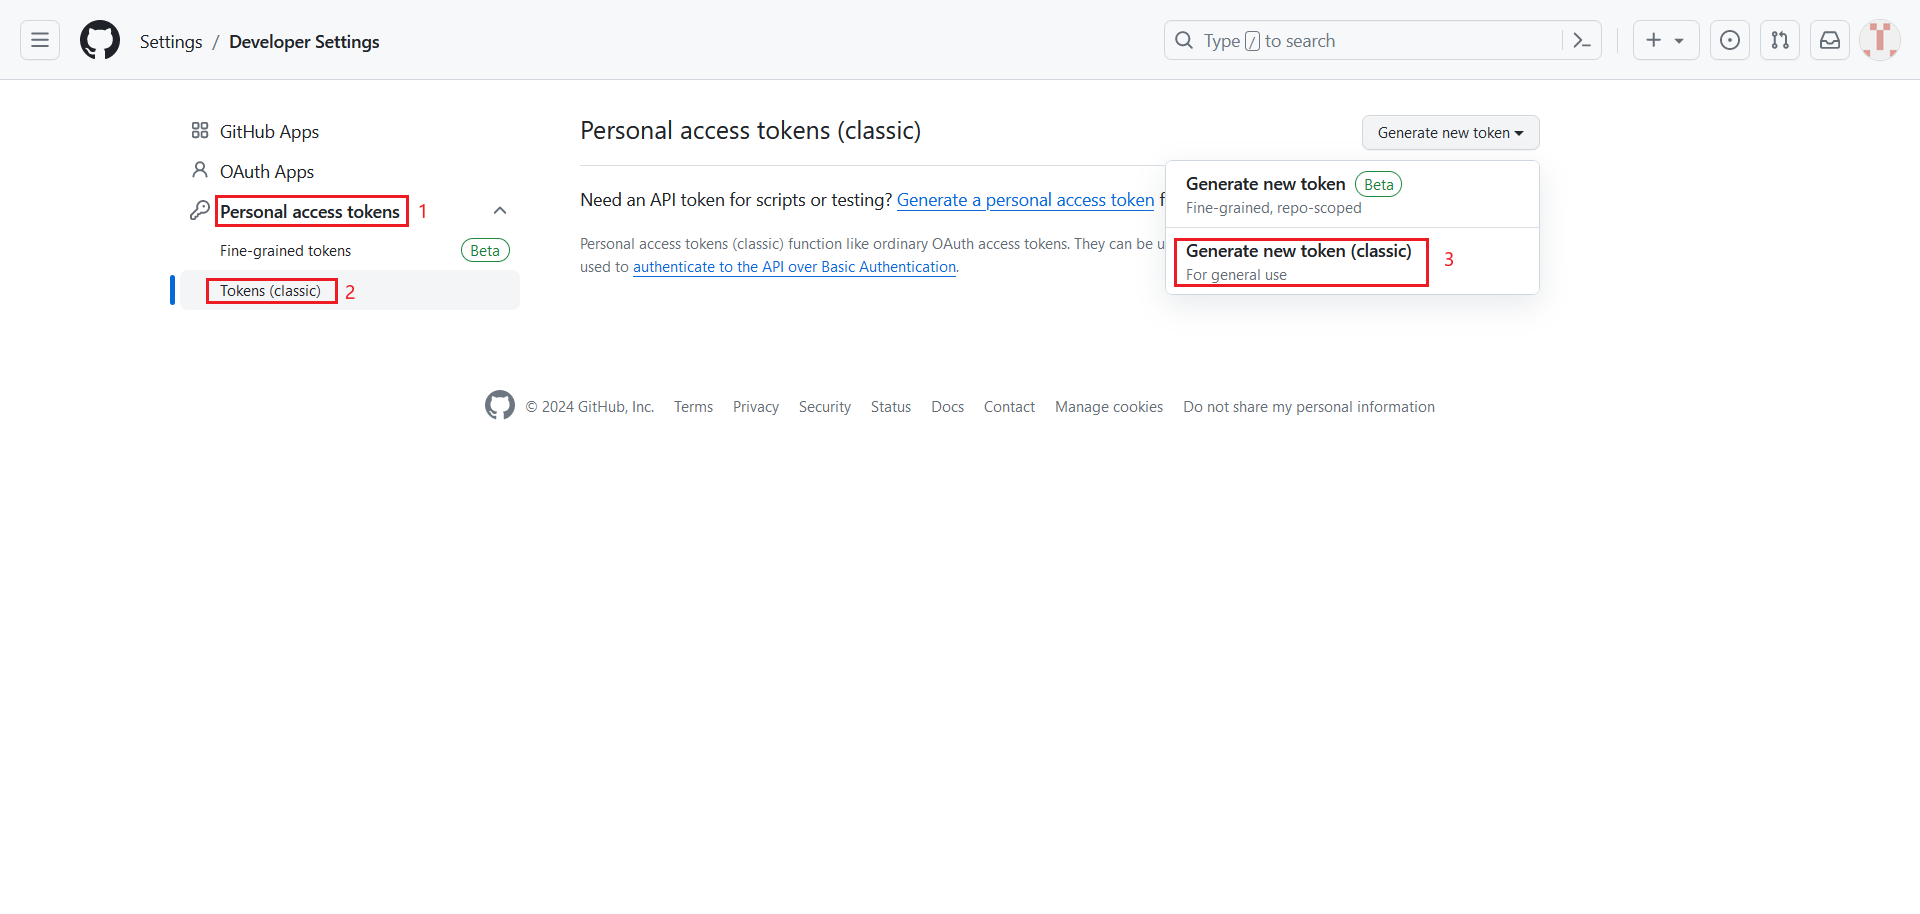 Settings / Developer Settings
Type / to search
GitHub Apps
OAuth Apps
Personal access tokens 1
Fine-grained tokens Beta
Tokens (classic) 2
Personal access tokens (classic)
Generate new token
Need an API token for scripts or testing? Generate a personal access token f
Personal access tokens (classic) function like ordinary OAuth access tokens. They can be u
used to authenticate to the API over Basic Authentication.
Generate new token Beta
Fine-grained, repo-scoped
Generate new token (classic) 3
For general use
© 2024 GitHub, Inc. Terms Privacy Security Status Docs Contact Manage cookies Do not share my personal information